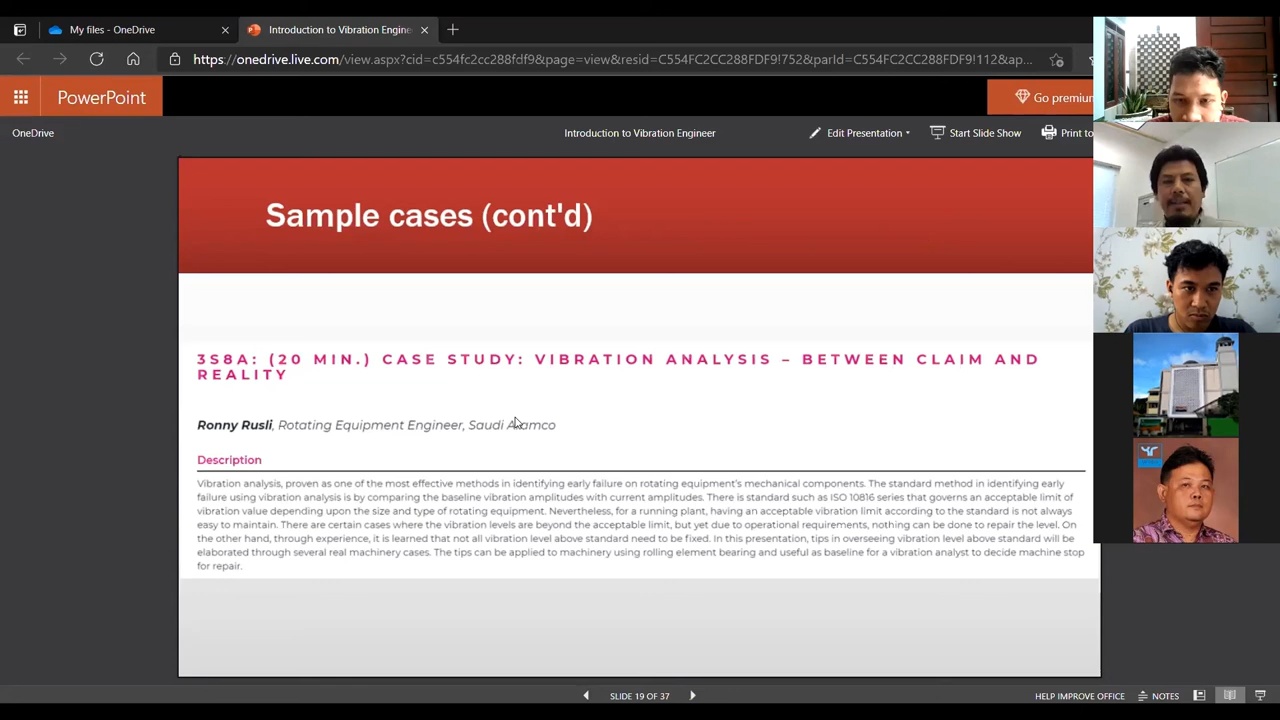 My files - OneDrive
Introduction to Vibration Engine
https://onedrive.live.com/view.aspx?cid=c554fc2cc288fdf9&page=view&resid=C554FC2CC288FDF9!752&parId=C554FC2CC288FDF9!112&ap...
PowerPoint
Go premium
OneDrive
Introduction to Vibration Engineer
Edit Presentation
Start Slide Show
Print to
Sample cases (cont'd)
3S8A: (20 MIN.) CASE STUDY: VIBRATION ANALYSIS – BETWEEN CLAIM AND
REALITY
Ronny Rusli, Rotating Equipment Engineer, Saudi Aramco
Description
Vibration analysis, proven as one of the most effective methods in identifying early failure on rotating equipment's mechanical components. The standard method in identifying early
failure using vibration analysis is by comparing the baseline vibration amplitudes with current amplitudes. There is standard such as ISO 10816 series that governs an acceptable limit of
vibration value depending upon the size and type of rotating equipment. Nevertheless, for a running plant, having an acceptable vibration limit according to the standard is not always
easy to maintain. There are certain cases where the vibration levels are beyond the acceptable limit, but yet due to operational requirements, nothing can be done to repair the level. On
the other hand, through experience, it is learned that not all vibration level above standard need to be fixed. In this presentation, tips in overseeing vibration level above standard will be
elaborated through several real machinery cases. The tips can be applied to machinery using rolling element bearing and useful as baseline for a vibration analyst to decide machine stop
for repair.
SLIDE 19 OF 37
HELP IMPROVE OFFICE
NOTES